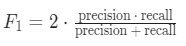 F₁ = 2 · (precision · recall) / (precision + recall)